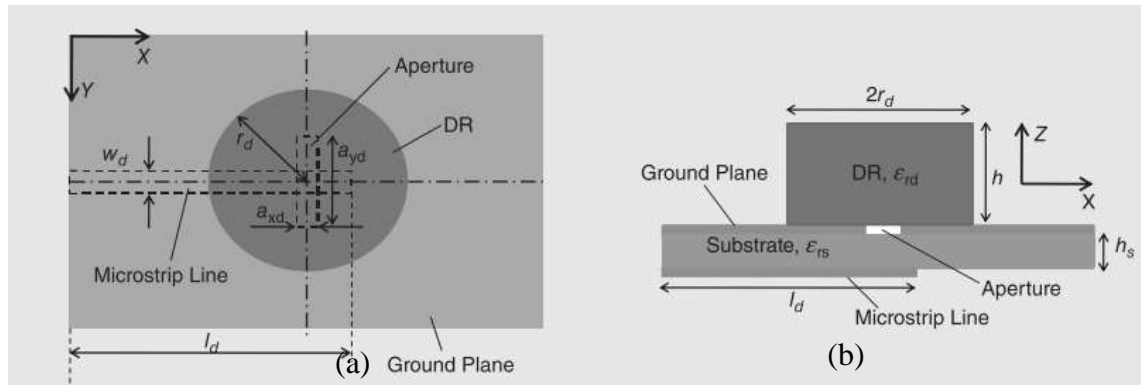 X
Y
Aperture
DR
r_d
w_d
a_yd
a_xd
Microstrip Line
l_d
(a)
Ground Plane
2r_d
Z
Ground Plane
DR, ε_rd
h
X
Substrate, ε_rs
h_s
Aperture
l_d
Microstrip Line
(b)